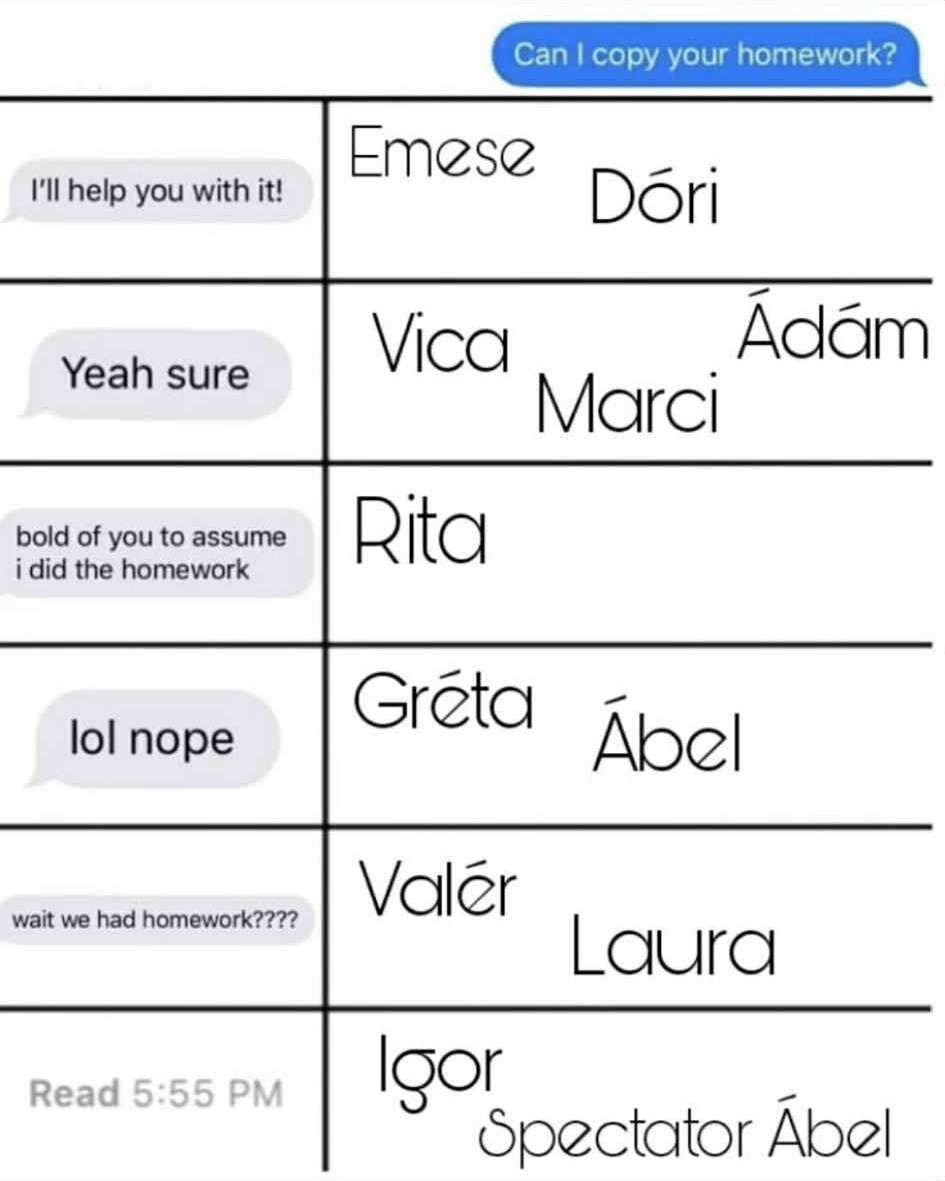 Can I copy your homework?
I'll help you with it!
Emese
Dóri
Yeah sure
Vica
Ádám
Marci
bold of you to assume
i did the homework
Rita
lol nope
Gréta
Ábel
wait we had homework????
Valér
Laura
Read 5:55 PM
Igor
Spectator Ábel